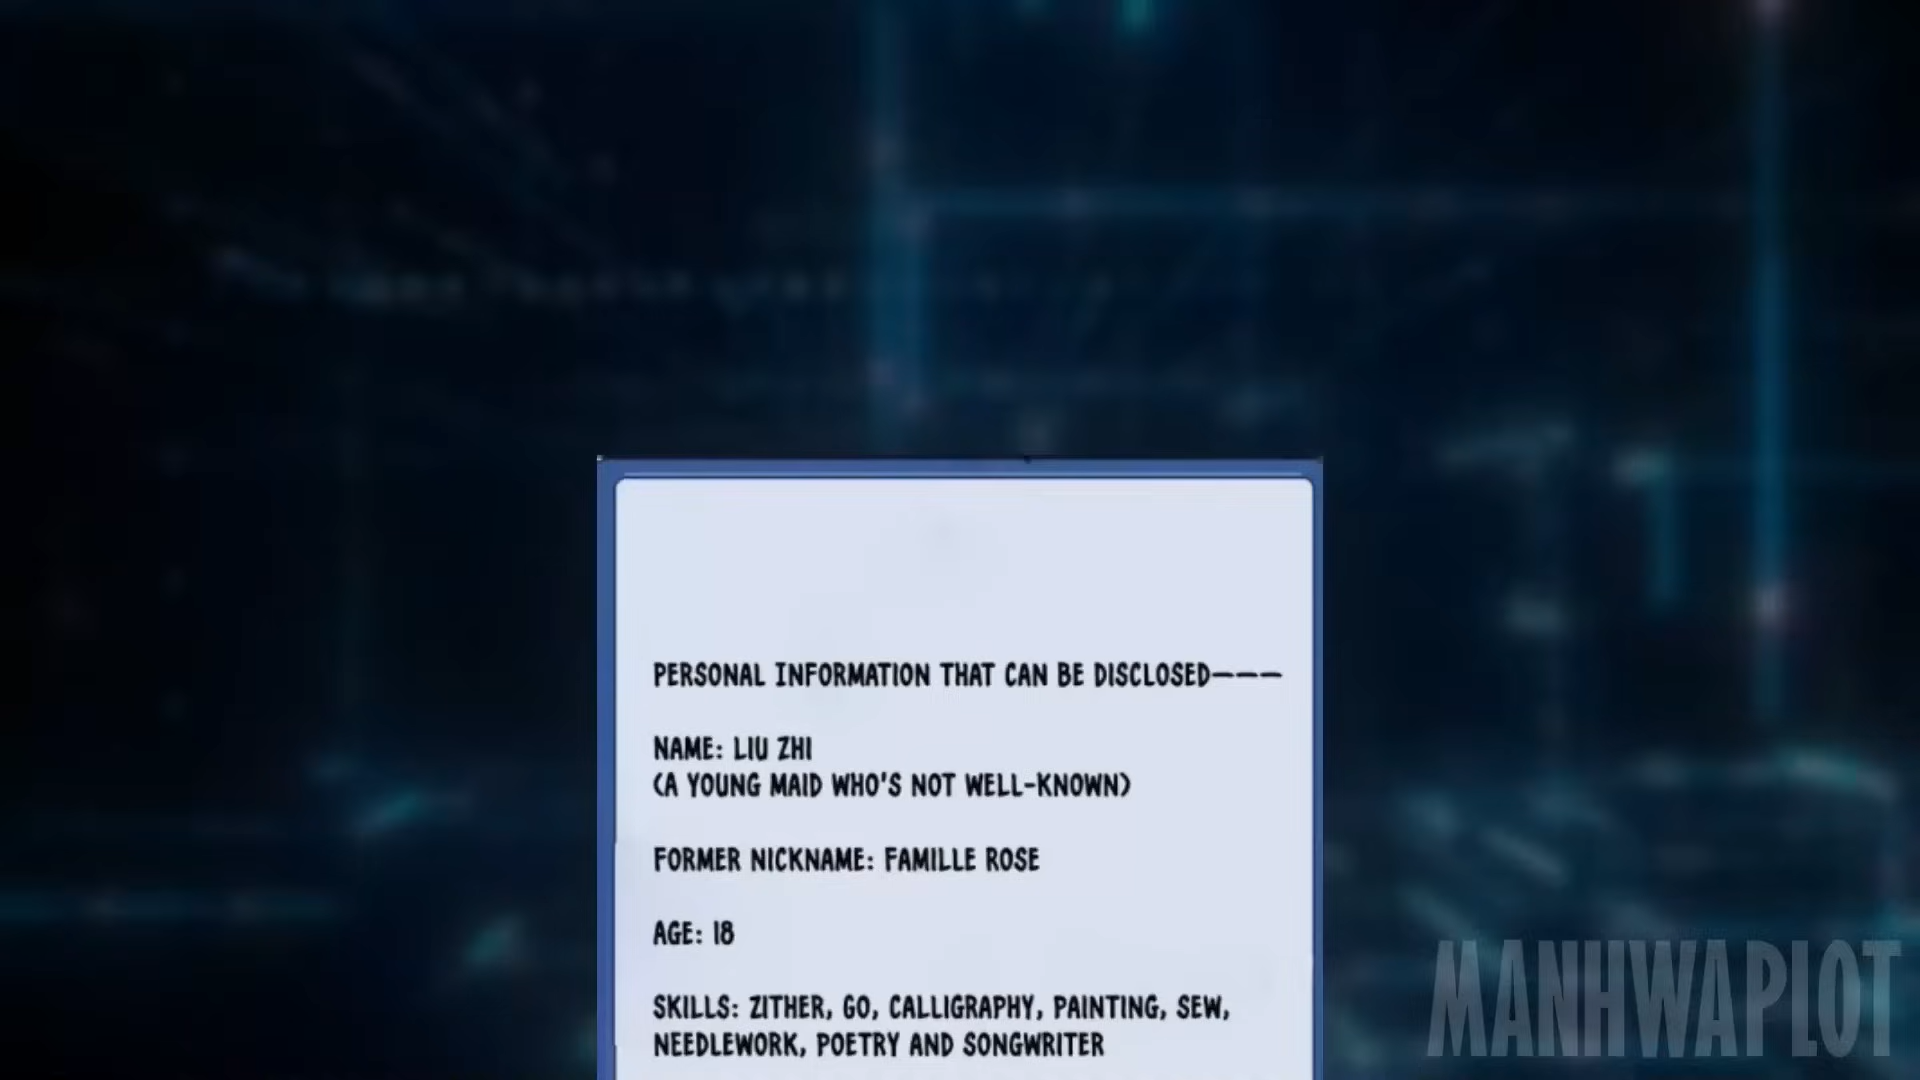 PERSONAL INFORMATION THAT CAN BE DISCLOSED———
NAME: LIU ZHI
(A YOUNG MAID WHO'S NOT WELL-KNOWN)
FORMER NICKNAME: FAMILLE ROSE
AGE: 18
SKILLS: ZITHER, GO, CALLIGRAPHY, PAINTING, SEW,
NEEDLEWORK, POETRY AND SONGWRITER
MANHWAPLOT